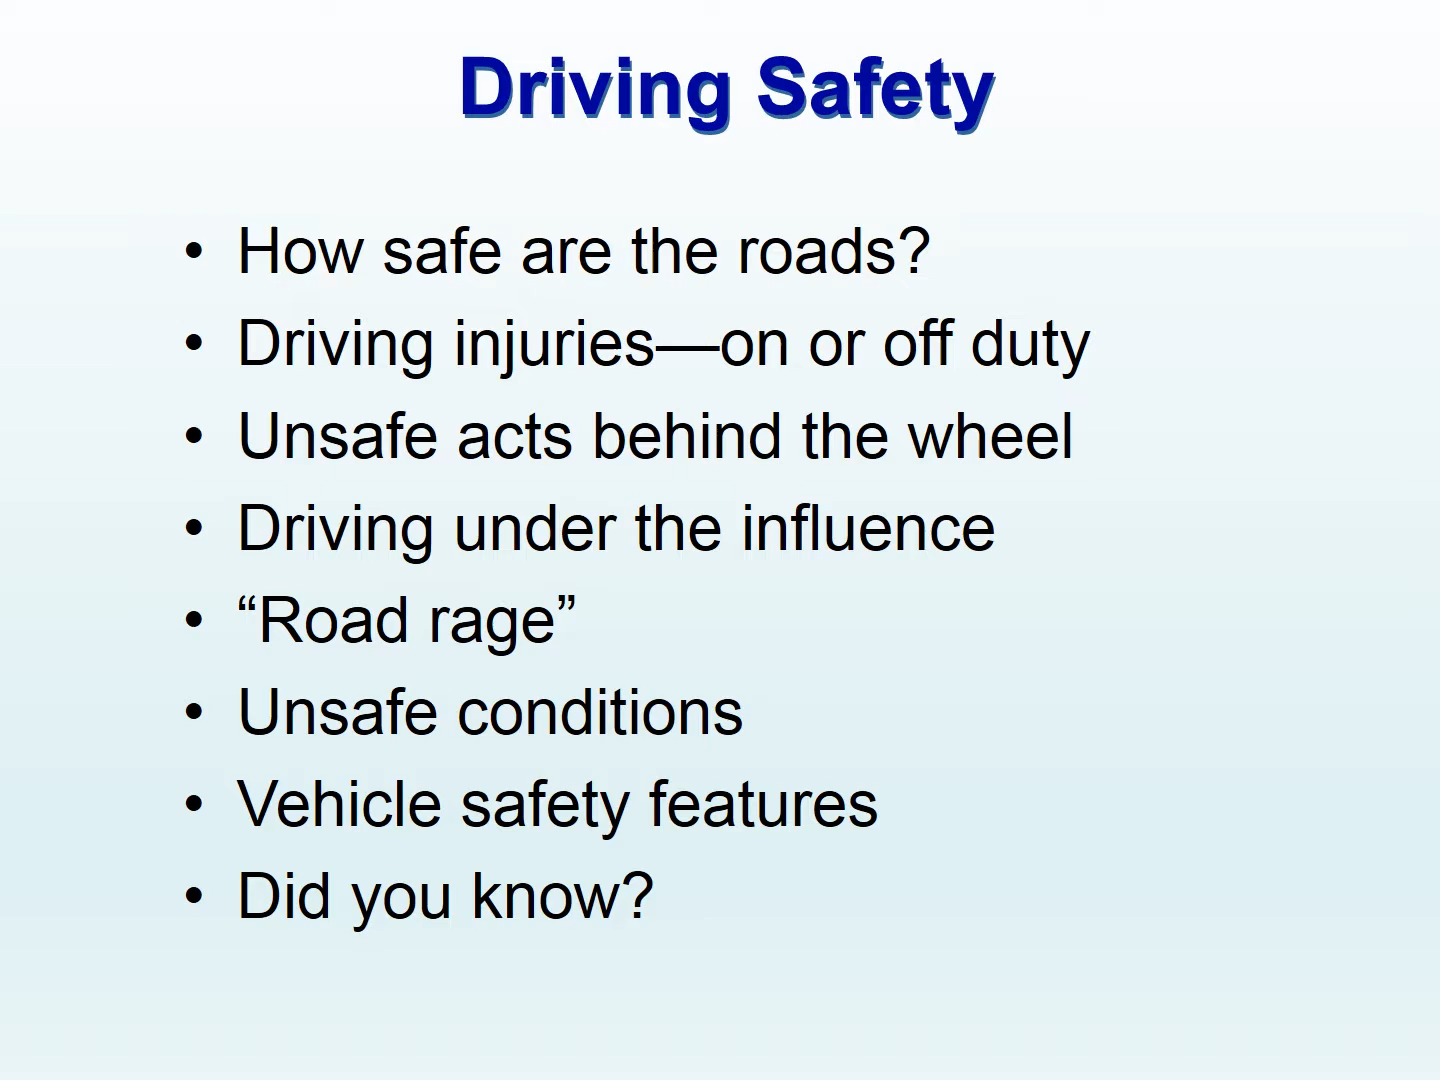 Driving Safety
• How safe are the roads?
• Driving injuries—on or off duty
• Unsafe acts behind the wheel
• Driving under the influence
• “Road rage”
• Unsafe conditions
• Vehicle safety features
• Did you know?